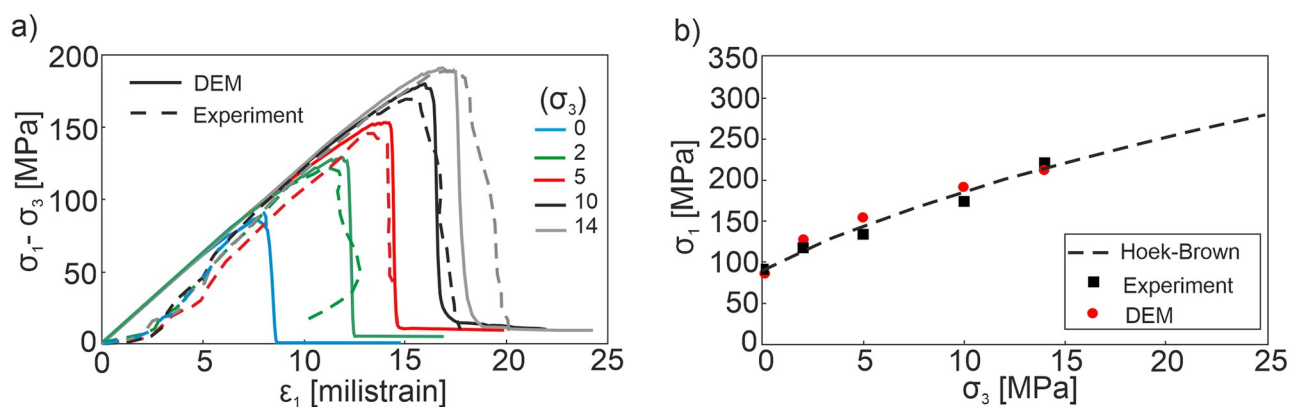 a)
σ1- σ3 [MPa]
200
150
100
50
0
0 5 10 15 20 25
ε1 [milistrain]
DEM
Experiment
(σ3)
0
2
5
10
14
b)
σ1 [MPa]
350
300
250
200
150
100
50
0
0 5 10 15 20 25
σ3 [MPa]
Hoek-Brown
Experiment
DEM